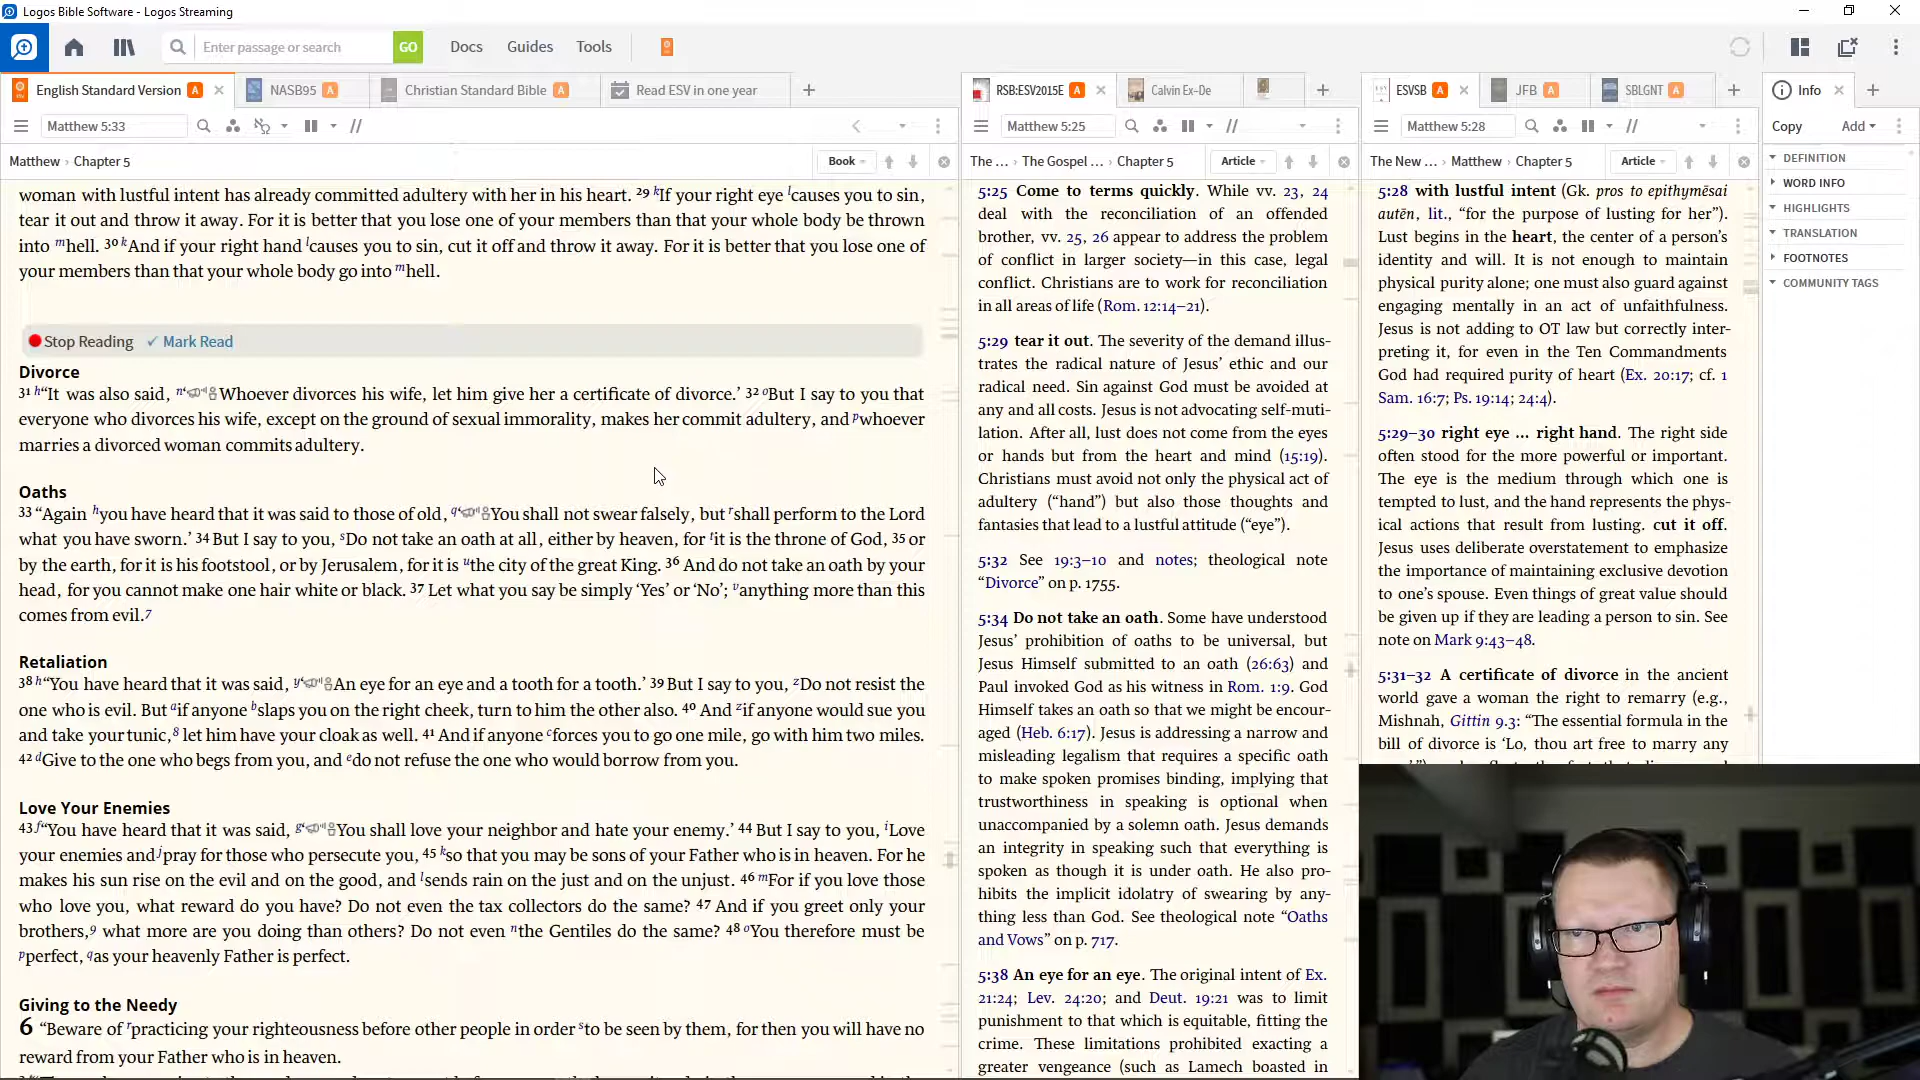 Logos Bible Software - Logos Streaming
Enter passage or search
GO
Docs
Guides
Tools
English Standard Version A
NASB95 A
Christian Standard Bible A
Read ESV in one year
RSB:ESV2015E A
Calvin Ex-De
ESVSB A
JFB A
SBLGNT A
Info
Matthew 5:33
Matthew 5:25
Matthew 5:28
Copy
Add
Matthew › Chapter 5
Book
The ... › The Gospel ... › Chapter 5
Article
The New ... › Matthew › Chapter 5
Article
woman with lustful intent has already committed adultery with her in his heart. 29 kIf your right eye lcauses you to sin,
tear it out and throw it away. For it is better that you lose one of your members than that your whole body be thrown
into mhell. 30 kAnd if your right hand lcauses you to sin, cut it off and throw it away. For it is better that you lose one of
your members than that your whole body go into mhell.
Stop Reading ✓ Mark Read
Divorce
31 h“It was also said, n‘Whoever divorces his wife, let him give her a certificate of divorce.’ 32 oBut I say to you that
everyone who divorces his wife, except on the ground of sexual immorality, makes her commit adultery, and pwhoever
marries a divorced woman commits adultery.
Oaths
33 “Again hyou have heard that it was said to those of old, q‘You shall not swear falsely, but rshall perform to the Lord
what you have sworn.’ 34 But I say to you, sDo not take an oath at all, either by heaven, for tit is the throne of God, 35 or
by the earth, for it is his footstool, or by Jerusalem, for it is uthe city of the great King. 36 And do not take an oath by your
head, for you cannot make one hair white or black. 37 Let what you say be simply ‘Yes’ or ‘No’; vanything more than this
comes from evil.7
Retaliation
38 h“You have heard that it was said, y‘An eye for an eye and a tooth for a tooth.’ 39 But I say to you, zDo not resist the
one who is evil. But aif anyone bslaps you on the right cheek, turn to him the other also. 40 And zif anyone would sue you
and take your tunic,8 let him have your cloak as well. 41 And if anyone cforces you to go one mile, go with him two miles.
42 dGive to the one who begs from you, and edo not refuse the one who would borrow from you.
Love Your Enemies
43 f“You have heard that it was said, g‘You shall love your neighbor and hate your enemy.’ 44 But I say to you, iLove
your enemies and jpray for those who persecute you, 45 kso that you may be sons of your Father who is in heaven. For he
makes his sun rise on the evil and on the good, and lsends rain on the just and on the unjust. 46 mFor if you love those
who love you, what reward do you have? Do not even the tax collectors do the same? 47 And if you greet only your
brothers,9 what more are you doing than others? Do not even nthe Gentiles do the same? 48 oYou therefore must be
pperfect, qas your heavenly Father is perfect.
Giving to the Needy
6 “Beware of rpracticing your righteousness before other people in order sto be seen by them, for then you will have no
reward from your Father who is in heaven.
5:25 Come to terms quickly. While vv. 23, 24
deal with the reconciliation of an offended
brother, vv. 25, 26 appear to address the problem
of conflict in larger society—in this case, legal
conflict. Christians are to work for reconciliation
in all areas of life (Rom. 12:14–21).
5:29 tear it out. The severity of the demand illus-
trates the radical nature of Jesus’ ethic and our
radical need. Sin against God must be avoided at
any and all costs. Jesus is not advocating self-muti-
lation. After all, lust does not come from the eyes
or hands but from the heart and mind (15:19).
Christians must avoid not only the physical act of
adultery (“hand”) but also those thoughts and
fantasies that lead to a lustful attitude (“eye”).
5:32 See 19:3–10 and notes; theological note
“Divorce” on p. 1755.
5:34 Do not take an oath. Some have understood
Jesus’ prohibition of oaths to be universal, but
Jesus Himself submitted to an oath (26:63) and
Paul invoked God as his witness in Rom. 1:9. God
Himself takes an oath so that we might be encour-
aged (Heb. 6:17). Jesus is addressing a narrow and
misleading legalism that requires a specific oath
to make spoken promises binding, implying that
trustworthiness in speaking is optional when
unaccompanied by a solemn oath. Jesus demands
an integrity in speaking such that everything is
spoken as though it is under oath. He also pro-
hibits the implicit idolatry of swearing by any-
thing less than God. See theological note “Oaths
and Vows” on p. 717.
5:38 An eye for an eye. The original intent of Ex.
21:24; Lev. 24:20; and Deut. 19:21 was to limit
punishment to that which is equitable, fitting the
crime. These limitations prohibited exacting a
greater vengeance (such as Lamech boasted in
5:28 with lustful intent (Gk. pros to epithymēsai
autēn, lit., “for the purpose of lusting for her”).
Lust begins in the heart, the center of a person’s
identity and will. It is not enough to maintain
physical purity alone; one must also guard against
engaging mentally in an act of unfaithfulness.
Jesus is not adding to OT law but correctly inter-
preting it, for even in the Ten Commandments
God had required purity of heart (Ex. 20:17; cf. 1
Sam. 16:7; Ps. 19:14; 24:4).
5:29–30 right eye ... right hand. The right side
often stood for the more powerful or important.
The eye is the medium through which one is
tempted to lust, and the hand represents the phys-
ical actions that result from lusting. cut it off.
Jesus uses deliberate overstatement to emphasize
the importance of maintaining exclusive devotion
to one’s spouse. Even things of great value should
be given up if they are leading a person to sin. See
note on Mark 9:43–48.
5:31–32 A certificate of divorce in the ancient
world gave a woman the right to remarry (e.g.,
Mishnah, Gittin 9.3: “The essential formula in the
bill of divorce is ‘Lo, thou art free to marry any
DEFINITION
WORD INFO
HIGHLIGHTS
TRANSLATION
FOOTNOTES
COMMUNITY TAGS